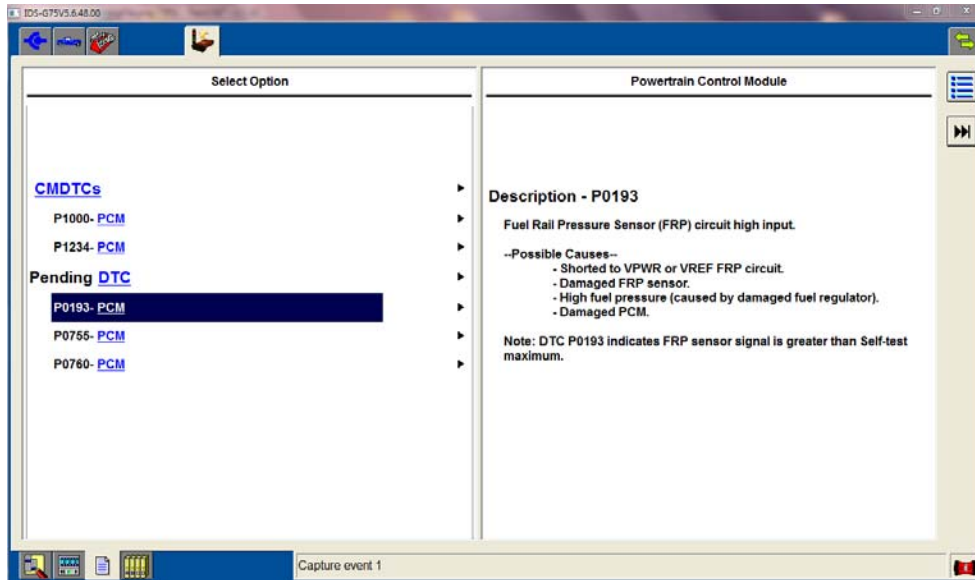 IDS-G75V5.6.48.00
Select Option
Powertrain Control Module
CMDTCs
P1000- PCM
P1234- PCM
Pending DTC
P0193- PCM
P0755- PCM
P0760- PCM
Description - P0193
Fuel Rail Pressure Sensor (FRP) circuit high input.
--Possible Causes--
- Shorted to VPWR or VREF FRP circuit.
- Damaged FRP sensor.
- High fuel pressure (caused by damaged fuel regulator).
- Damaged PCM.
Note: DTC P0193 indicates FRP sensor signal is greater than Self-test
maximum.
Capture event 1